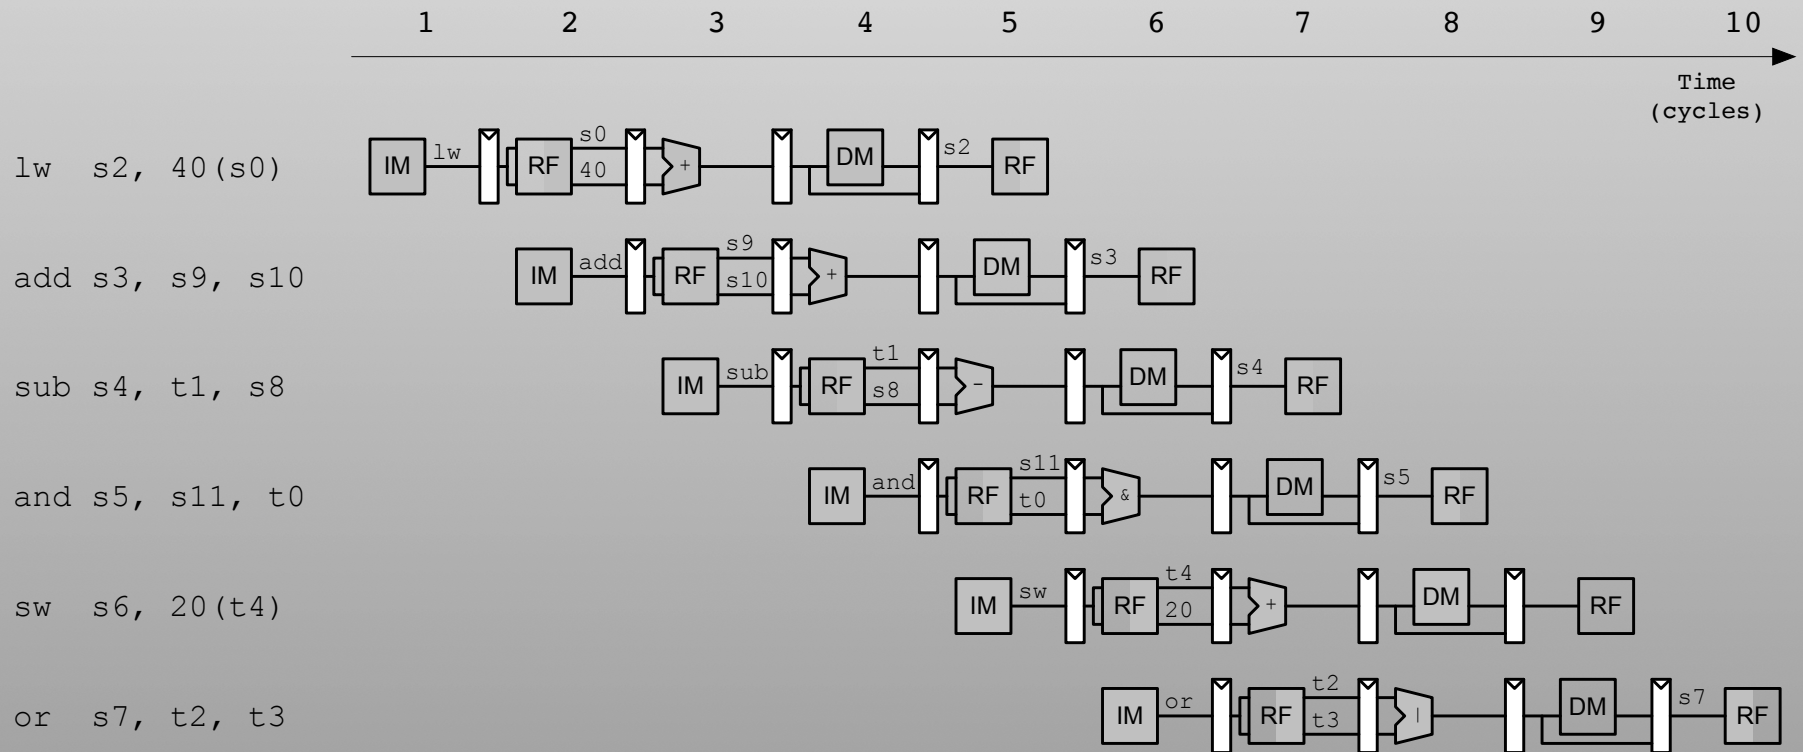 1 2 3 4 5 6 7 8 9 10
Time
(cycles)
lw s2, 40(s0) IM lw RF s0 40 + DM s2 RF
add s3, s9, s10 IM add RF s9 s10 + DM s3 RF
sub s4, t1, s8 IM sub RF t1 s8 - DM s4 RF
and s5, s11, t0 IM and RF s11 t0 & DM s5 RF
sw s6, 20(t4) IM sw RF t4 20 + DM RF
or s7, t2, t3 IM or RF t2 t3 | DM s7 RF